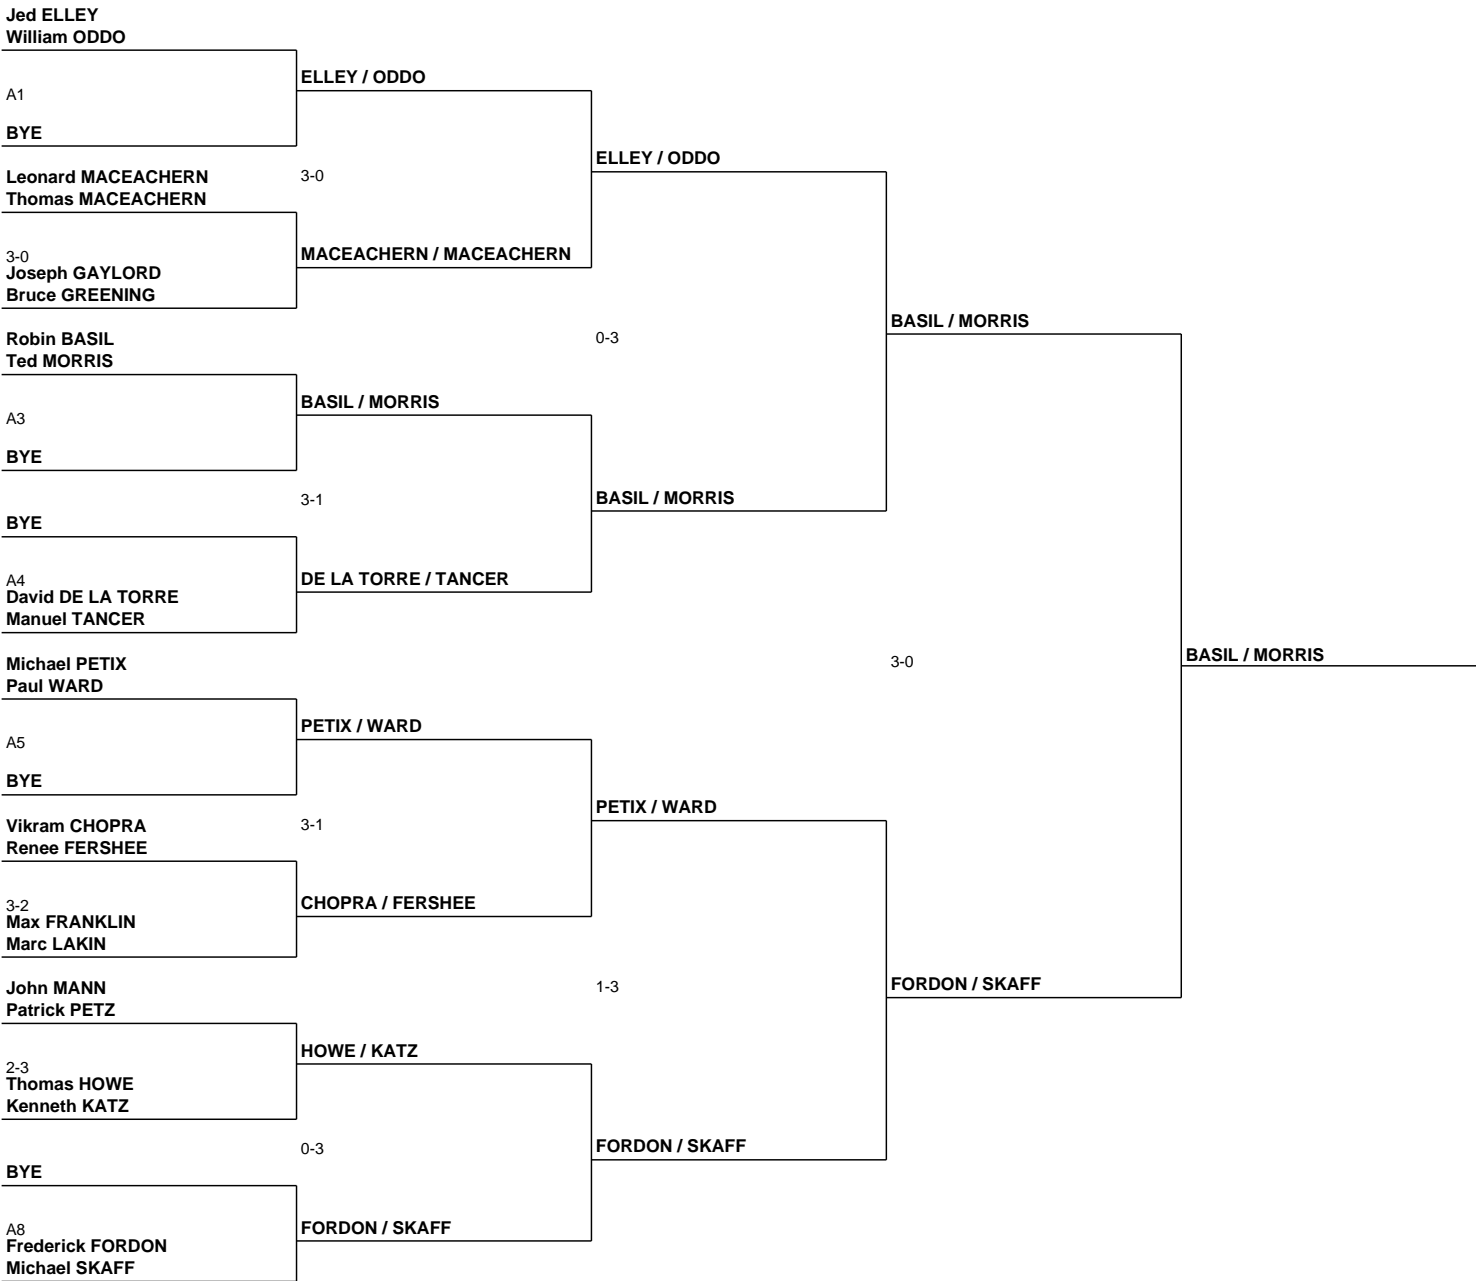 Jed ELLEY
William ODDO
A1
BYE
Leonard MACEACHERN
Thomas MACEACHERN
3-0
Joseph GAYLORD
Bruce GREENING
Robin BASIL
Ted MORRIS
A3
BYE
BYE
A4
David DE LA TORRE
Manuel TANCER
Michael PETIX
Paul WARD
A5
BYE
Vikram CHOPRA
Renee FERSHEE
3-2
Max FRANKLIN
Marc LAKIN
John MANN
Patrick PETZ
2-3
Thomas HOWE
Kenneth KATZ
BYE
A8
Frederick FORDON
Michael SKAFF
ELLEY / ODDO
3-0
MACEACHERN / MACEACHERN
BASIL / MORRIS
3-1
DE LA TORRE / TANCER
PETIX / WARD
3-1
CHOPRA / FERSHEE
HOWE / KATZ
0-3
FORDON / SKAFF
ELLEY / ODDO
0-3
BASIL / MORRIS
PETIX / WARD
1-3
FORDON / SKAFF
BASIL / MORRIS
3-0
FORDON / SKAFF
BASIL / MORRIS